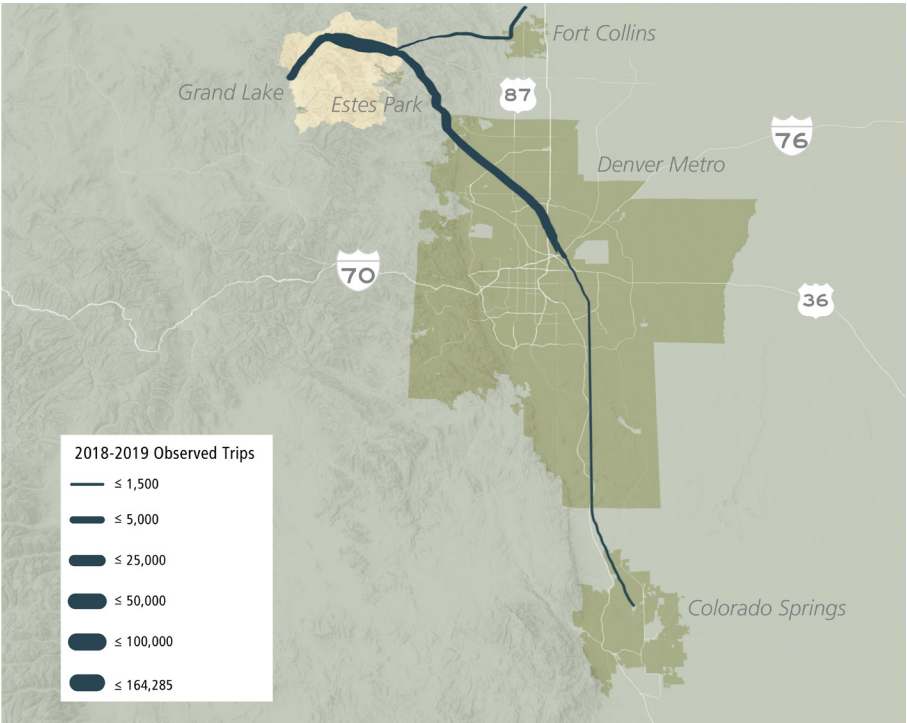 Fort Collins
87
Grand Lake
Estes Park
76
Denver Metro
70
36
2018-2019 Observed Trips
≤ 1,500
≤ 5,000
≤ 25,000
≤ 50,000
≤ 100,000
≤ 164,285
Colorado Springs